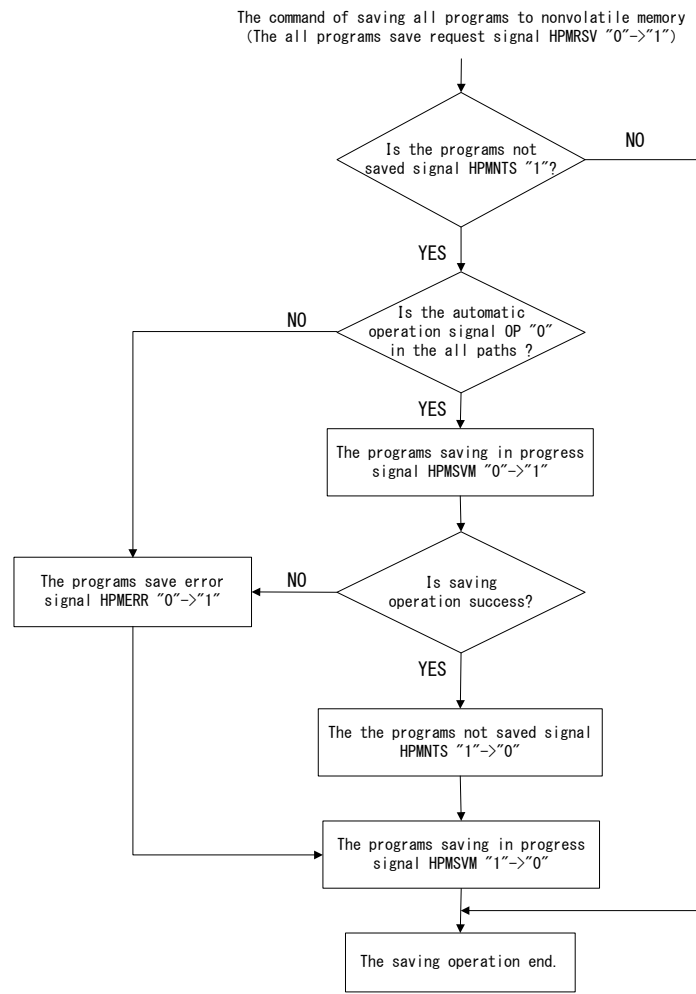 The command of saving all programs to nonvolatile memory
(The all programs save request signal HPMRSV "0"->"1")
Is the programs not
saved signal HPMNTS "1"?
NO
YES
Is the automatic
operation signal OP "0"
in the all paths ?
NO
YES
The programs saving in progress
signal HPMSVM "0"->"1"
The programs save error
signal HPMERR "0"->"1"
NO
Is saving
operation success?
YES
The the programs not saved signal
HPMNTS "1"->"0"
The programs saving in progress
signal HPMSVM "1"->"0"
The saving operation end.